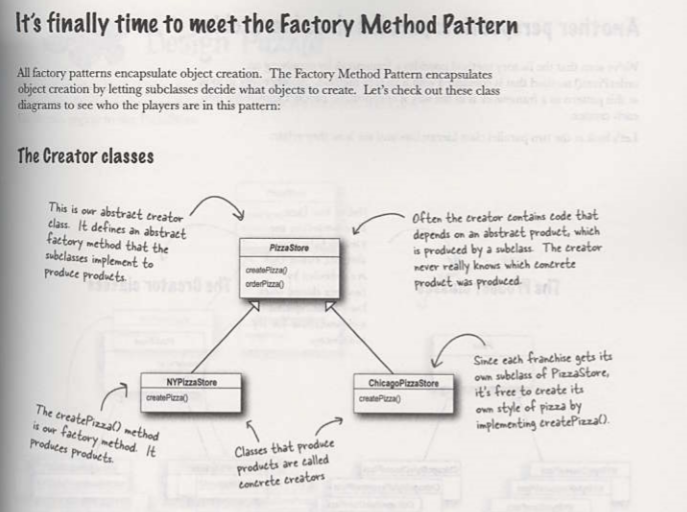 It's finally time to meet the Factory Method Pattern
All factory patterns encapsulate object creation. The Factory Method Pattern encapsulates
object creation by letting subclasses decide what objects to create. Let's check out these class
diagrams to see who the players are in this pattern:
The Creator classes
This is our abstract creator
class. It defines an abstract
factory method that the
subclasses implement to
produce products.
PizzaStore
createPizza()
orderPizza()
Often the creator contains code that
depends on an abstract product, which
is produced by a subclass. The creator
never really knows which concrete
product was produced.
NYPizzaStore
createPizza()
ChicagoPizzaStore
createPizza()
Since each franchise gets its
own subclass of PizzaStore,
it's free to create its
own style of pizza by
implementing createPizza().
The createPizza() method
is our factory method. It
produces products.
Classes that produce
products are called
concrete creators